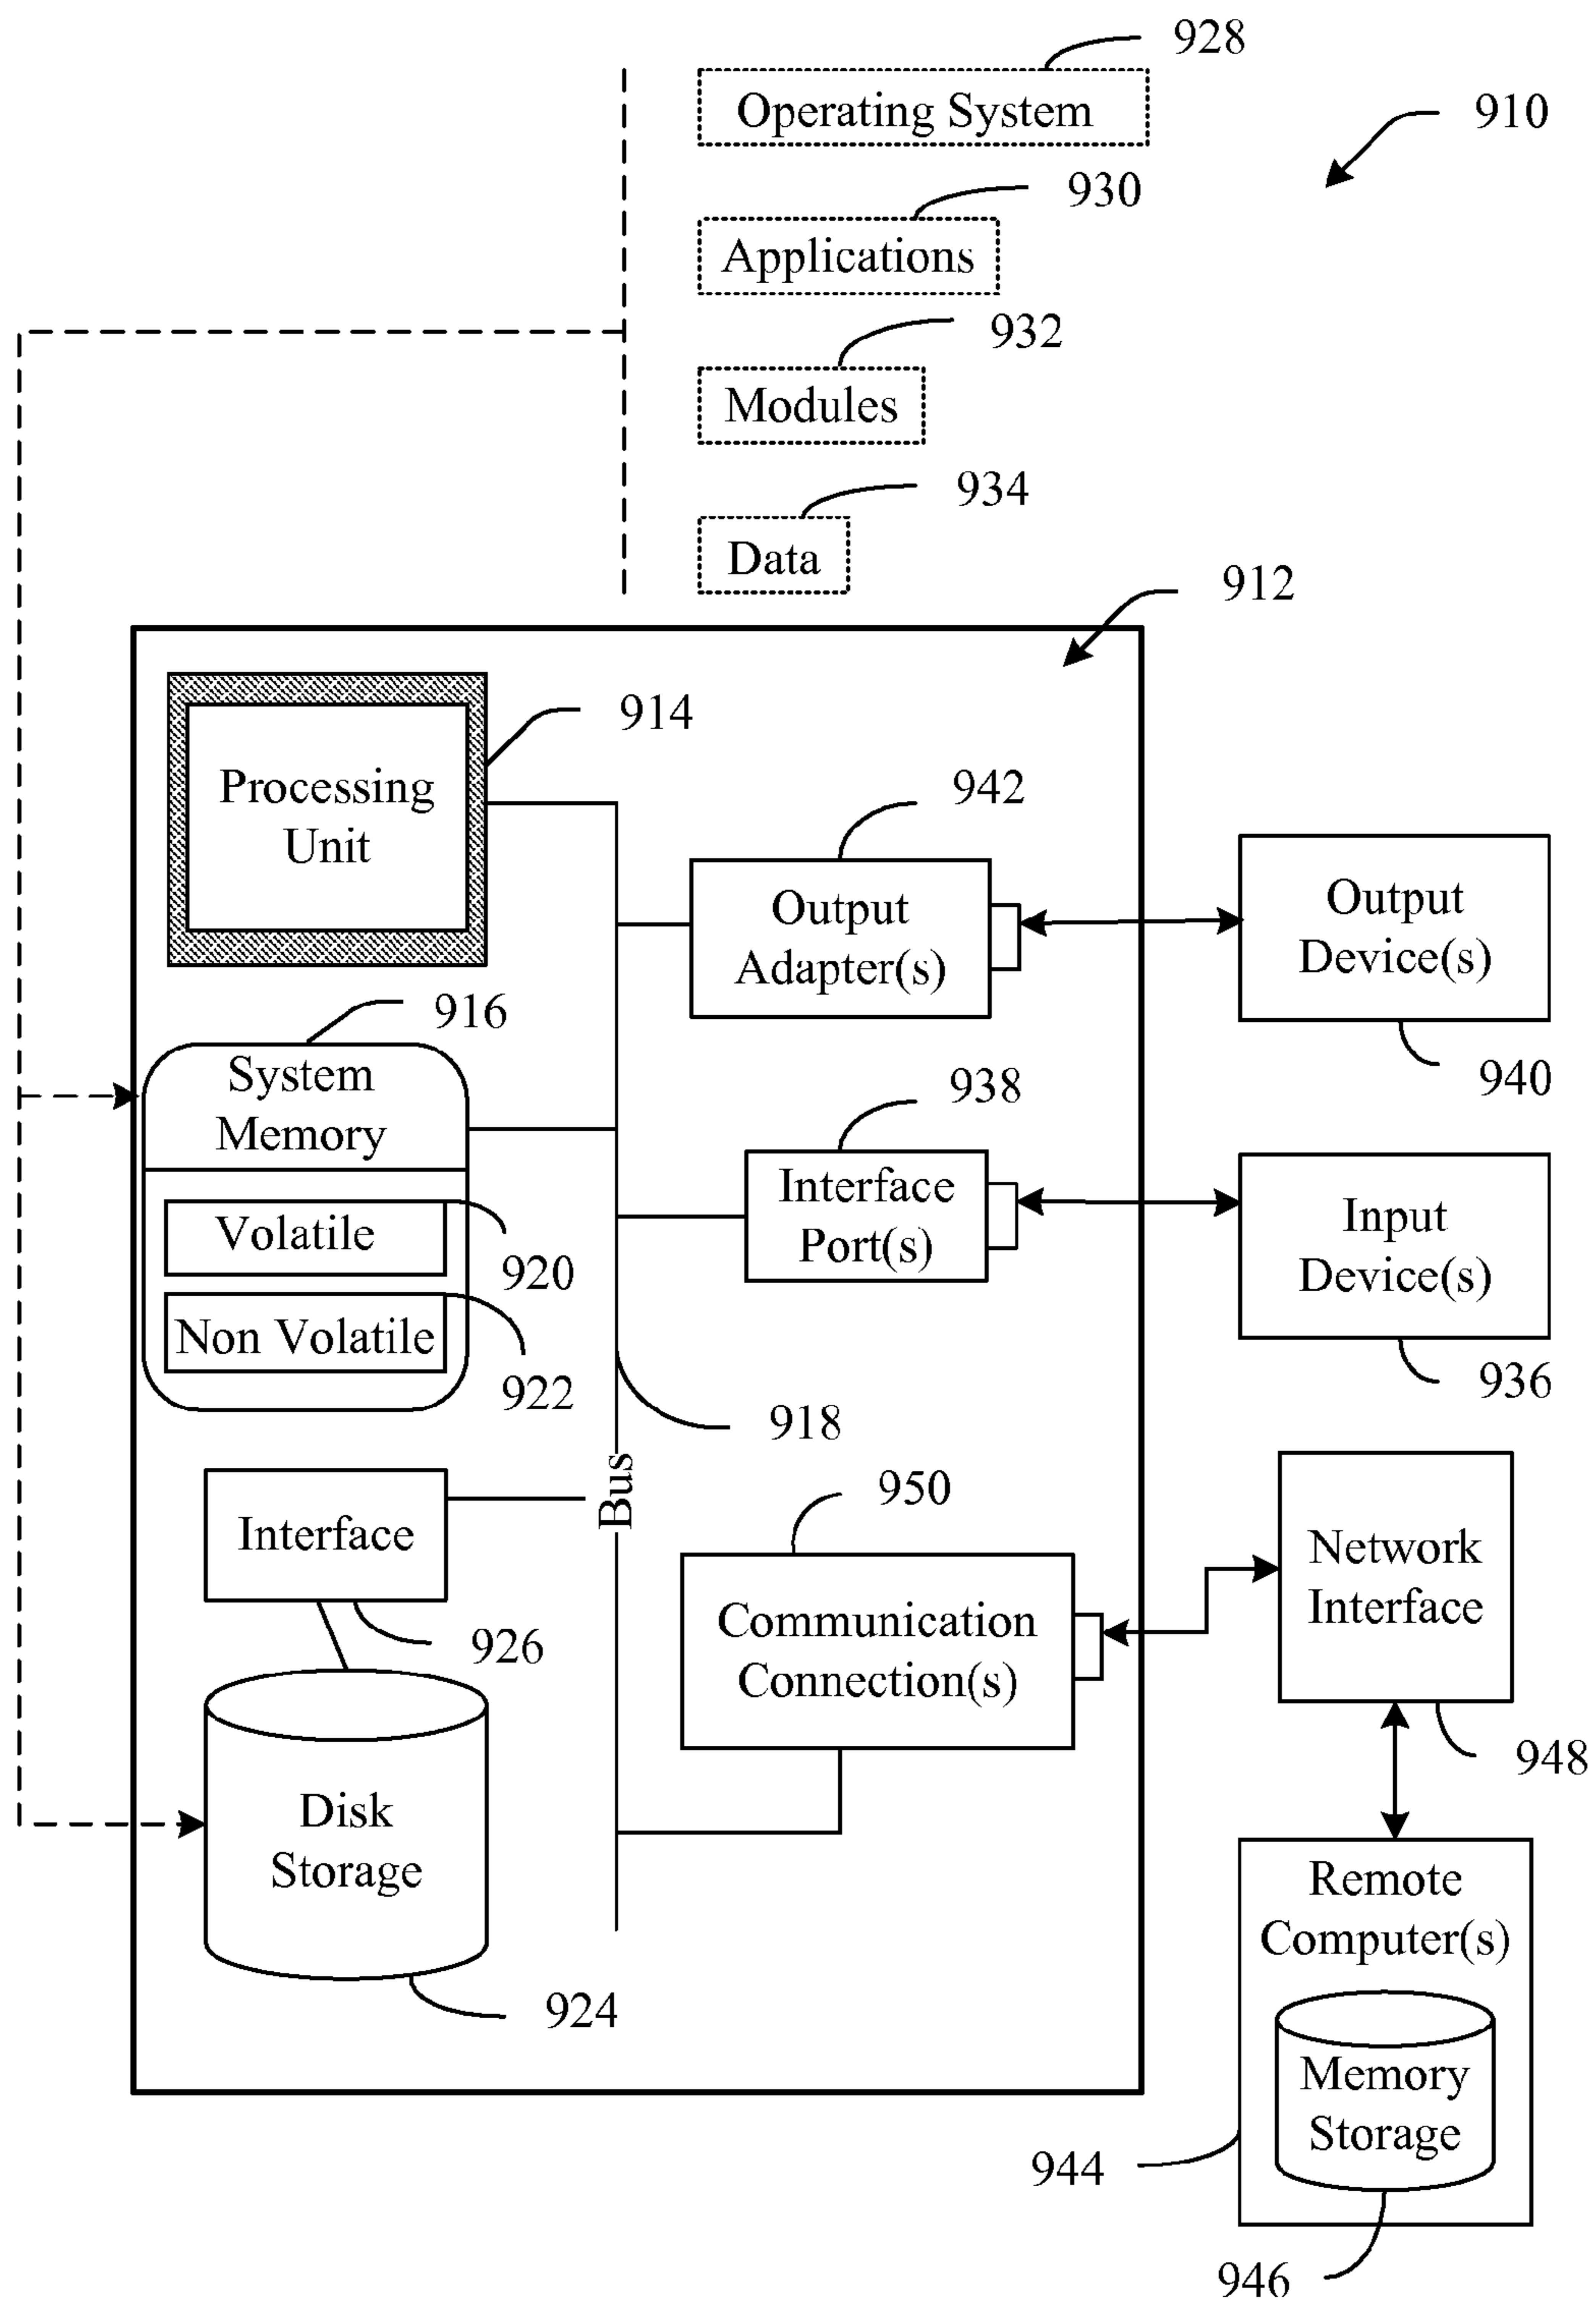 928
Operating System
910
930
Applications
932
Modules
934
Data
912
914
Processing
Unit
942
Output
Adapter(s)
Output
Device(s)
940
916
System
Memory
938
Interface
Port(s)
Input
Device(s)
936
Volatile
920
Non Volatile
922
918
Bus
950
Interface
926
Communication
Connection(s)
Network
Interface
948
Disk
Storage
924
Remote
Computer(s)
Memory
Storage
944
946